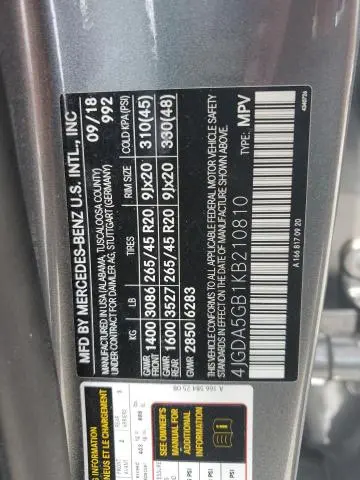 MFD BY MERCEDES-BENZ U.S. INTL., INC
MANUFACTURED IN USA (ALABAMA, TUSCALOOSA COUNTY)
UNDER CONTRACT FOR DAIMLER AG, STUTTGART (GERMANY)
09/18
992
KG LB TIRES RIM SIZE COLD KPA(PSI)
GAWR 1400 3086 265/45 R20 9Jx20 310(45)
GAWR 1600 3527 265/45 R20 9Jx20 330(48)
GVWR 2850 6283
THIS VEHICLE CONFORMS TO ALL APPLICABLE FEDERAL MOTOR VEHICLE SAFETY
STANDARDS IN EFFECT ON THE DATE OF MANUFACTURE SHOWN ABOVE.
4JGDA5GB1KB210810 TYPE: MPV
A 166 817 09 20
A 166 584 25 08
SEE OWNER'S
MANUAL FOR
ADDITIONAL
INFORMATION
FRONT
REAR
PSI
PSI
PSI